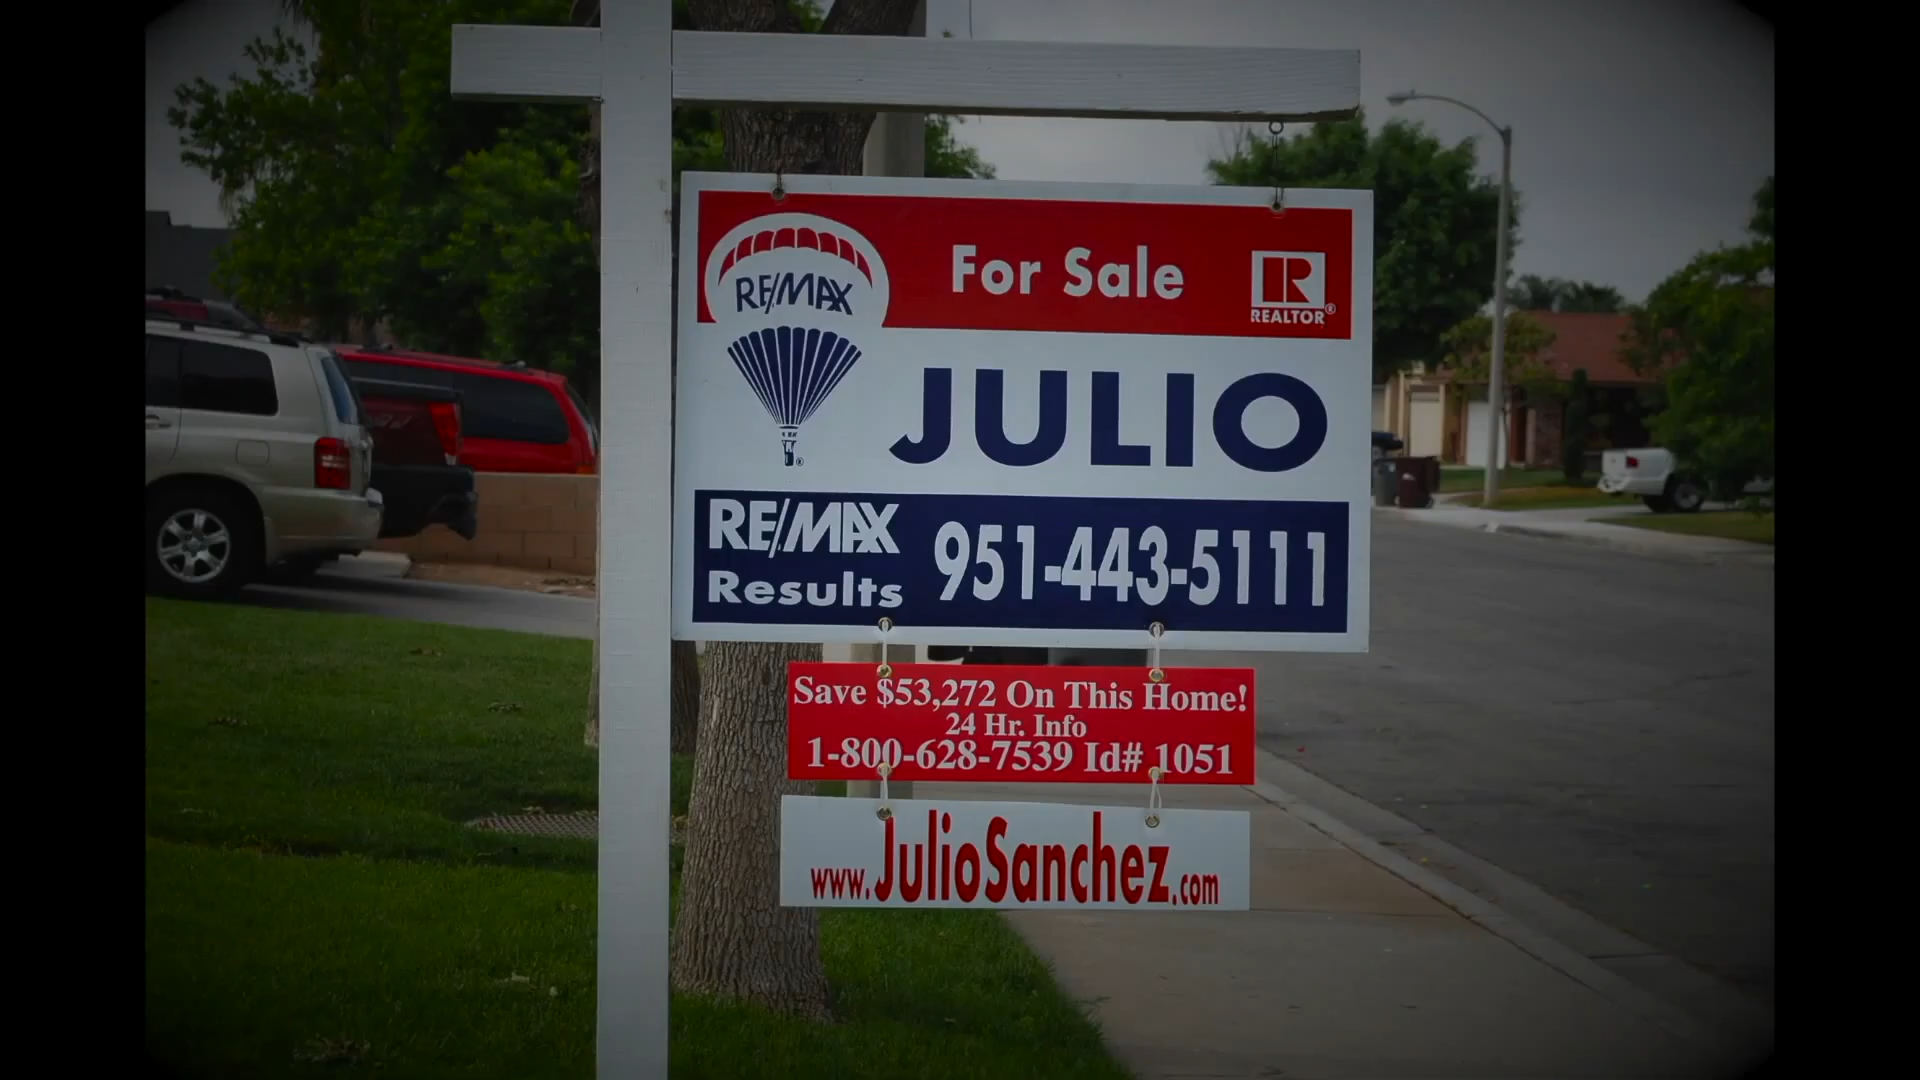 For Sale
RE/MAX
REALTOR®
JULIO
RE/MAX
Results
951-443-5111
Save $53,272 On This Home!
24 Hr. Info
1-800-628-7539 Id# 1051
www.JulioSanchez.com